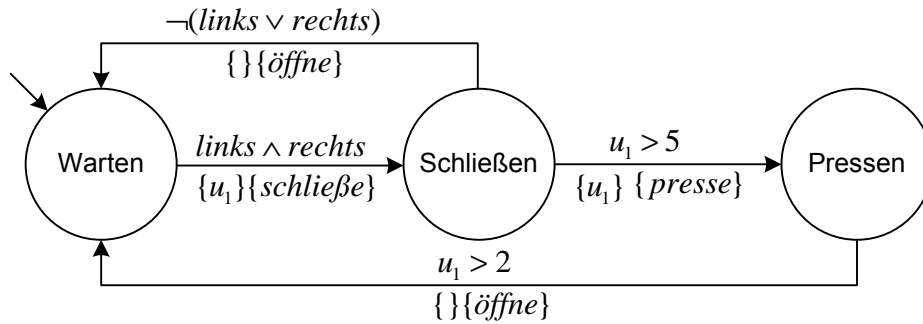 ¬(links ∨ rechts)
{}{öffne}
Warten
links ∧ rechts
{u₁}{schließe}
Schließen
u₁ > 5
{u₁} {presse}
Pressen
u₁ > 2
{}{öffne}